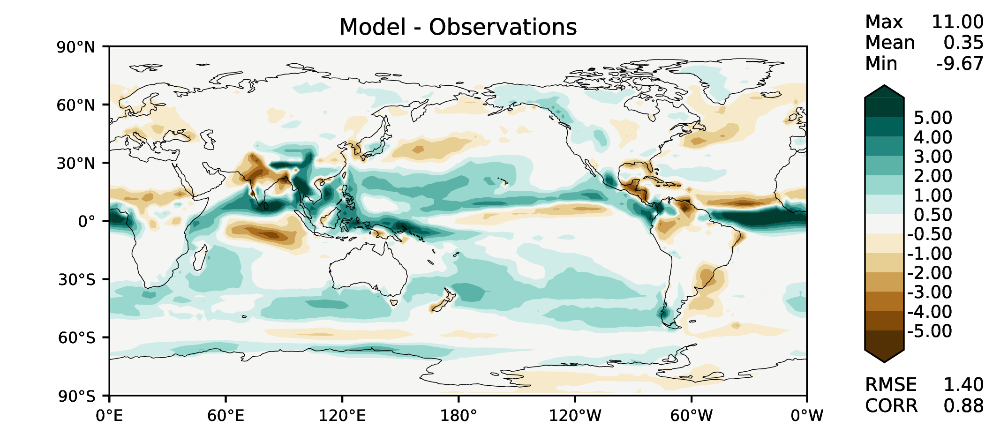 Model - Observations
Max 11.00
Mean 0.35
Min -9.67
90°N
60°N
30°N
0°
30°S
60°S
90°S
0°E
60°E
120°E
180°
120°W
60°W
0°W
5.00
4.00
3.00
2.00
1.00
0.50
-0.50
-1.00
-2.00
-3.00
-4.00
-5.00
RMSE 1.40
CORR 0.88